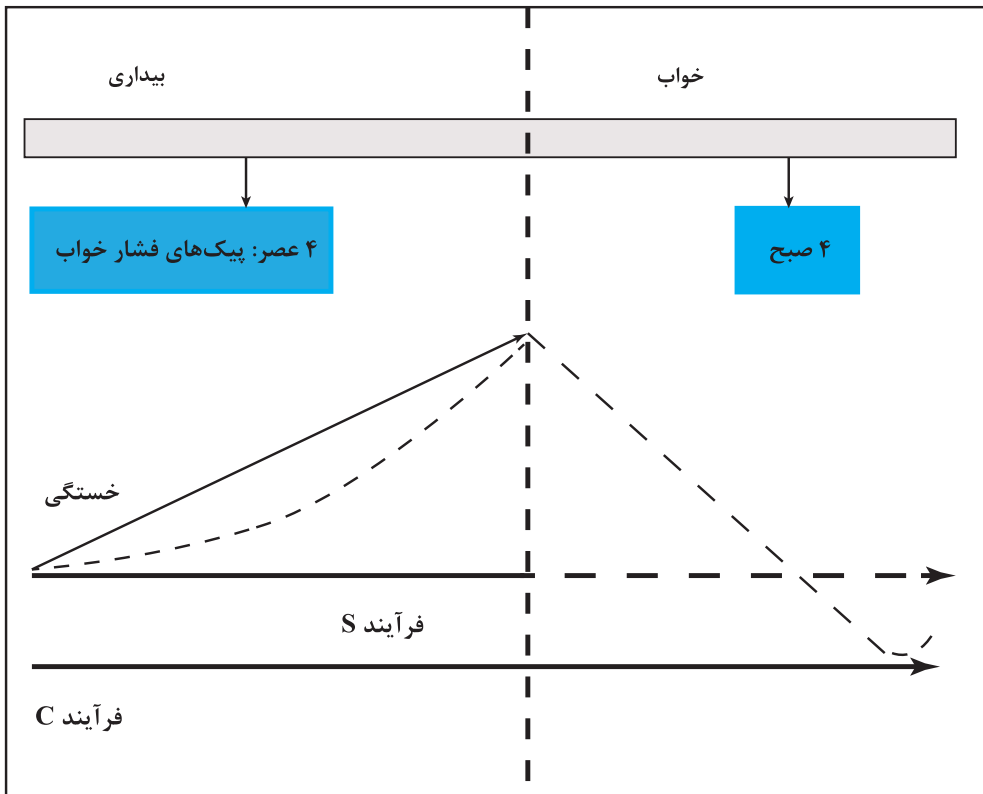 خواب
بیداری
۴ صبح
۴ عصر: پیک‌های فشار خواب
خستگی
فرآیند S
فرآیند C